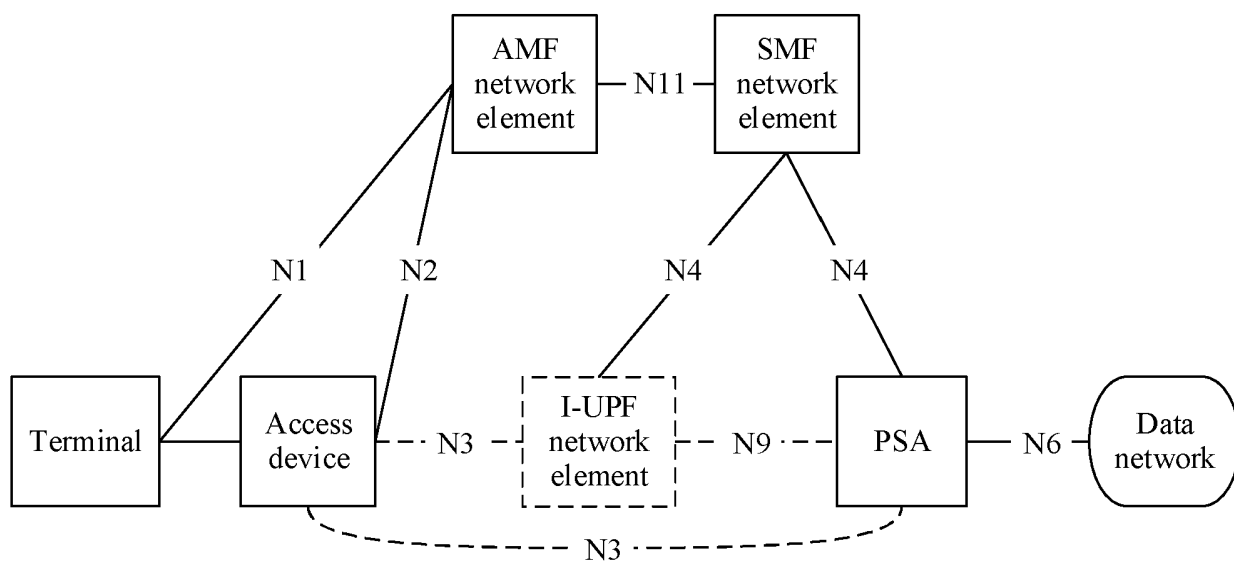 AMF
network
element
N11
SMF
network
element
N1
N2
N4
N4
Terminal
Access
device
N3
I-UPF
network
element
N9
PSA
N6
Data
network
N3